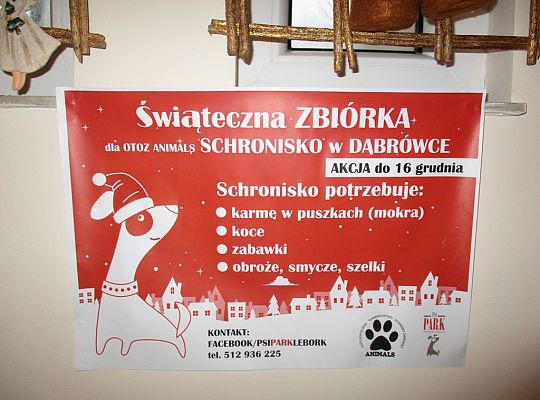 Świąteczna ZBIÓRKA
dla OTOZ ANIMALS SCHRONISKO w DĄBRÓWCE
AKCJA do 16 grudnia
Schronisko potrzebuje:
● karmę w puszkach (mokra)
● koce
● zabawki
● obroże, smycze, szelki
KONTAKT:
FACEBOOK/PSIPARKLEBORK
tel. 512 936 225
ANIMALS
Psi
PARK